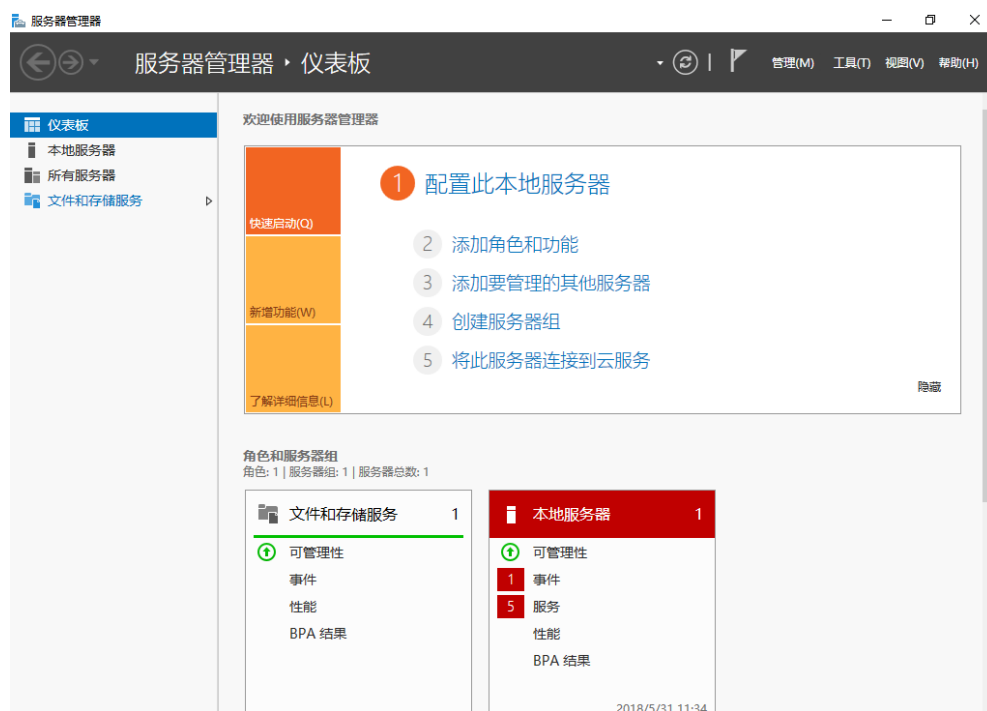 服务器管理器
服务器管理器 · 仪表板
管理(M) 工具(T) 视图(V) 帮助(H)
仪表板
本地服务器
所有服务器
文件和存储服务
欢迎使用服务器管理器
快速启动(Q)
新增功能(W)
了解详细信息(L)
1 配置此本地服务器
2 添加角色和功能
3 添加要管理的其他服务器
4 创建服务器组
5 将此服务器连接到云服务
隐藏
角色和服务器组
角色: 1 | 服务器组: 1 | 服务器总数: 1
文件和存储服务 1
可管理性
事件
性能
BPA 结果
本地服务器 1
可管理性
1 事件
5 服务
性能
BPA 结果
2018/5/31 11:34